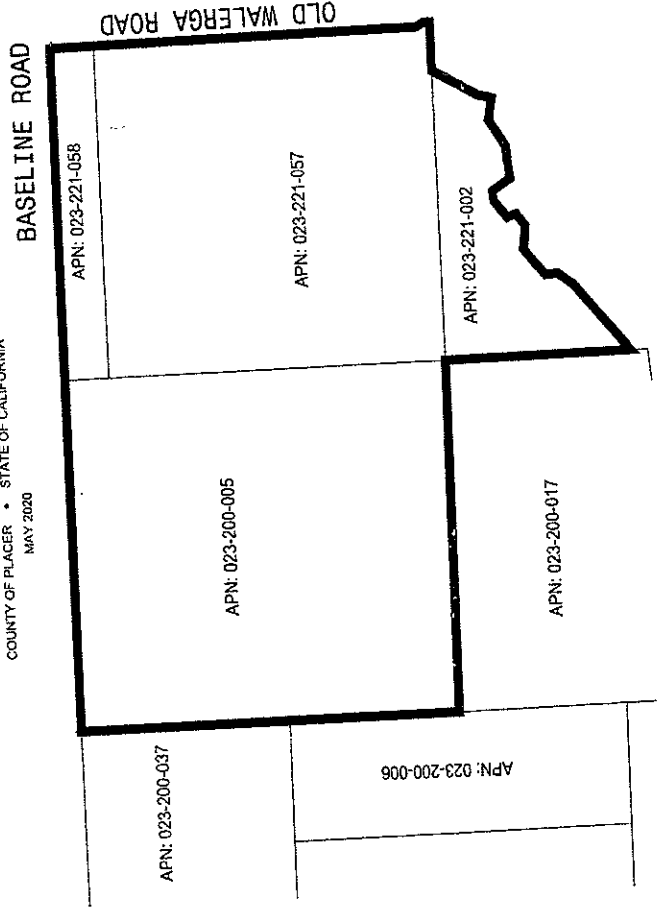 COUNTY OF PLACER • STATE OF CALIFORNIA
MAY 2020
BASELINE ROAD
OLD WALERGA ROAD
APN: 023-221-058
APN: 023-221-057
APN: 023-221-002
APN: 023-200-005
APN: 023-200-017
APN: 023-200-037
APN: 023-200-006